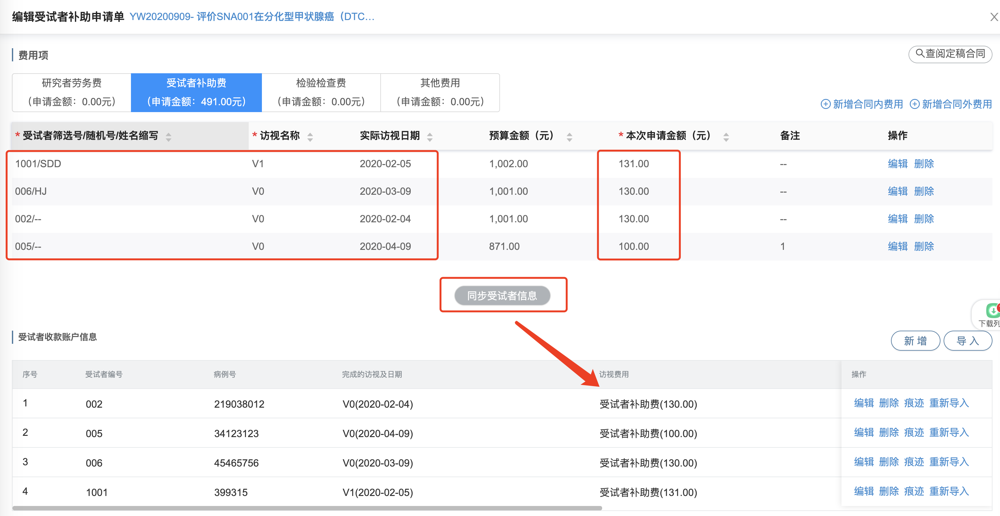 编辑受试者补助申请单 YW20200909- 评价SNA001在分化型甲状腺癌（DTC...
费用项
查阅定稿合同
研究者劳务费 受试者补助费 检验检查费 其他费用
（申请金额：0.00元） （申请金额：491.00元） （申请金额：0.00元） （申请金额：0.00元）
新增合同内费用 新增合同外费用
* 受试者筛选号/随机号/姓名缩写 * 访视名称 实际访视日期 预算金额（元） * 本次申请金额（元） 备注 操作
1001/SDD V1 2020-02-05 1,002.00 131.00 -- 编辑 删除
006/HJ V0 2020-03-09 1,001.00 130.00 -- 编辑 删除
002/-- V0 2020-02-04 1,001.00 130.00 -- 编辑 删除
005/-- V0 2020-04-09 871.00 100.00 1 编辑 删除
同步受试者信息
下载列
受试者收款账户信息
新 增 导 入
序号 受试者编号 病例号 完成的访视及日期 访视费用 操作
1 002 219038012 V0(2020-02-04) 受试者补助费(130.00) 编辑 删除 痕迹 重新导入
2 005 34123123 V0(2020-04-09) 受试者补助费(100.00) 编辑 删除 痕迹 重新导入
3 006 45465756 V0(2020-03-09) 受试者补助费(130.00) 编辑 删除 痕迹 重新导入
4 1001 399315 V1(2020-02-05) 受试者补助费(131.00) 编辑 删除 痕迹 重新导入